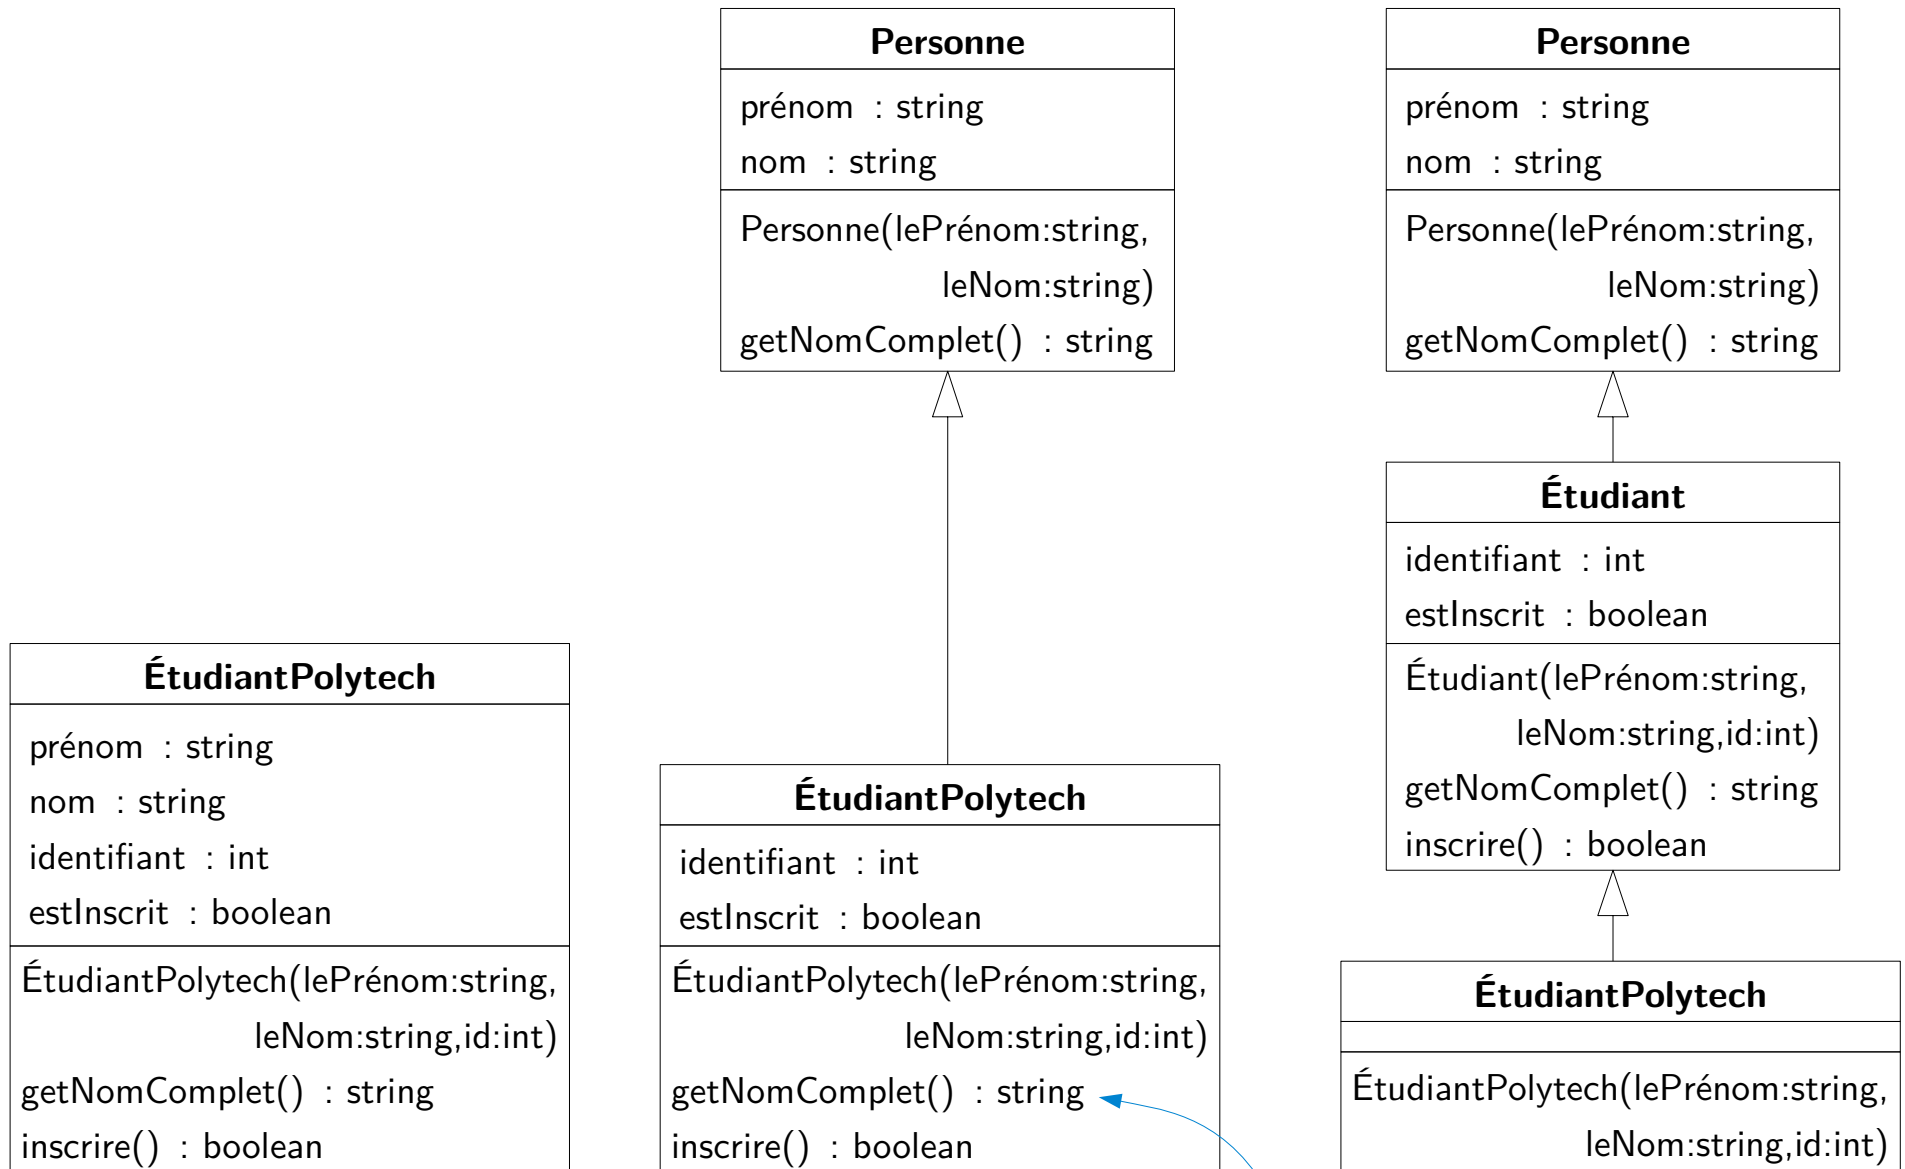 ÉtudiantPolytech
prénom : string
nom : string
identifiant : int
estInscrit : boolean
ÉtudiantPolytech(lePrénom:string,
leNom:string,id:int)
getNomComplet() : string
inscrire() : boolean
Personne
prénom : string
nom : string
Personne(lePrénom:string,
leNom:string)
getNomComplet() : string
ÉtudiantPolytech
identifiant : int
estInscrit : boolean
ÉtudiantPolytech(lePrénom:string,
leNom:string,id:int)
getNomComplet() : string
inscrire() : boolean
Personne
prénom : string
nom : string
Personne(lePrénom:string,
leNom:string)
getNomComplet() : string
Étudiant
identifiant : int
estInscrit : boolean
Étudiant(lePrénom:string,
leNom:string,id:int)
getNomComplet() : string
inscrire() : boolean
ÉtudiantPolytech
ÉtudiantPolytech(lePrénom:string,
leNom:string,id:int)